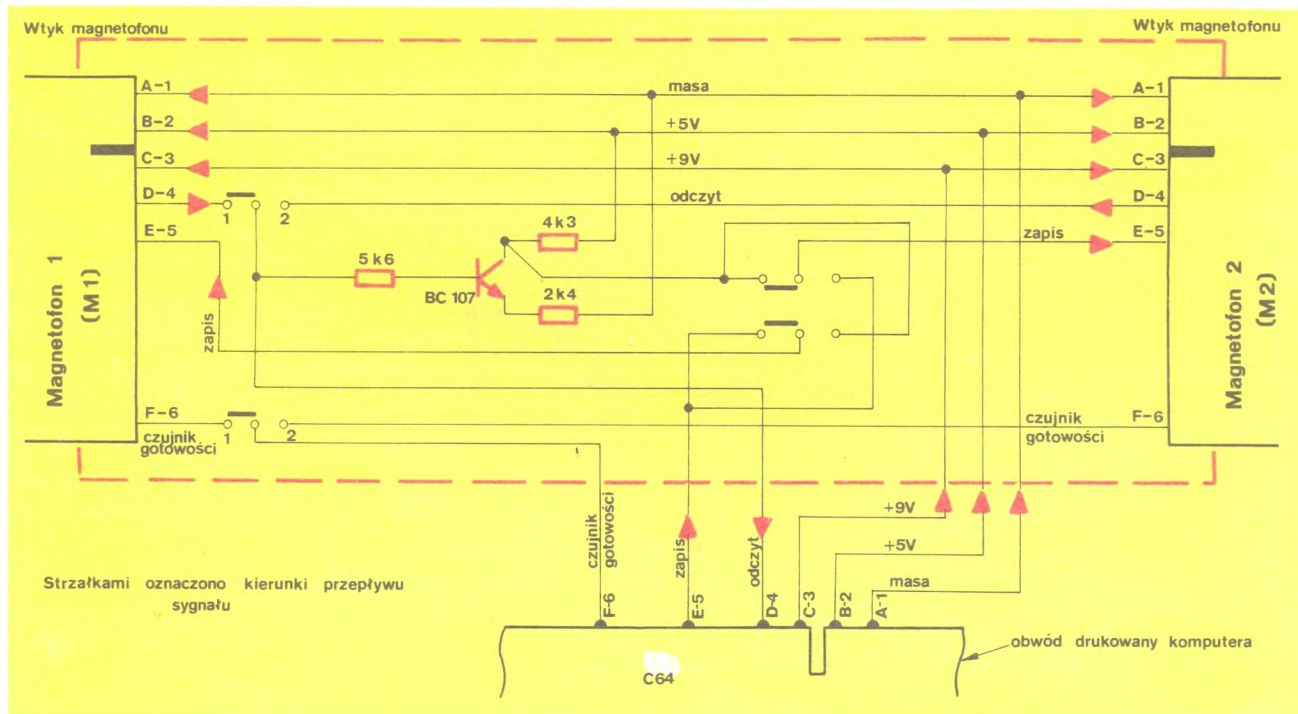 Wtyk magnetofonu
Wtyk magnetofonu
A-1
masa
A-1
B-2
+5V
B-2
C-3
+9V
C-3
D-4
1
2
odczyt
D-4
E-5
zapis
E-5
4k3
5k6
BC 107
2k4
zapis
Magnetofon 1
(M1)
Magnetofon 2
(M2)
F-6
czujnik
gotowości
1
2
czujnik
gotowości
F-6
czujnik
gotowości
zapis
odczyt
+9V
+5V
masa
Strzałkami oznaczono kierunki przepływu
sygnału
F-6
E-5
D-4
C-3
B-2
A-1
obwód drukowany komputera
C64